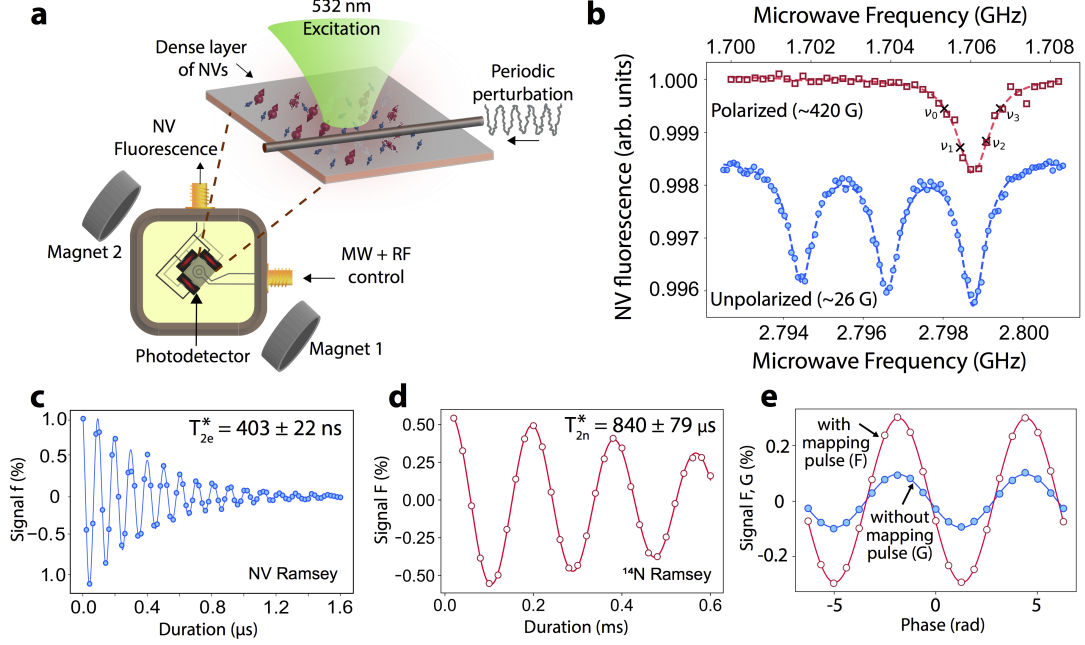 a
532 nm
Excitation
Dense layer
of NVs
Periodic
perturbation
NV
Fluorescence
Magnet 2
MW + RF
control
Photodetector
Magnet 1
b
Microwave Frequency (GHz)
1.700 1.702 1.704 1.706 1.708
NV fluorescence (arb. units)
1.000
0.999
0.998
0.997
0.996
Polarized (~420 G)
ν0
ν1
ν2
ν3
Unpolarized (~26 G)
2.794 2.796 2.798 2.800
Microwave Frequency (GHz)
c
T*2e = 403 ± 22 ns
Signal f (%)
1.0
0.5
0
−0.5
1.0
NV Ramsey
0.0 0.4 0.8 1.2 1.6
Duration (μs)
d
T*2n = 840 ± 79 μs
Signal F (%)
0.50
0.25
0.00
-0.25
-0.50
¹⁴N Ramsey
0.0 0.2 0.4 0.6
Duration (ms)
e
Signal F, G (%)
0.2
0
-0.2
with
mapping
pulse (F)
without
mapping
pulse (G)
-5 0 5
Phase (rad)